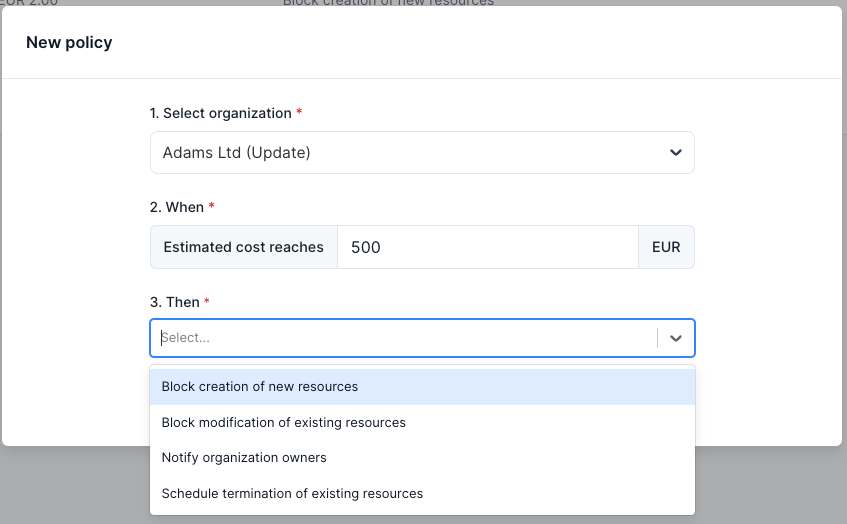 EUR 2.00 Block creation of new resources
New policy
1. Select organization *
Adams Ltd (Update)
2. When *
Estimated cost reaches 500 EUR
3. Then *
Select...
Block creation of new resources
Block modification of existing resources
Notify organization owners
Schedule termination of existing resources